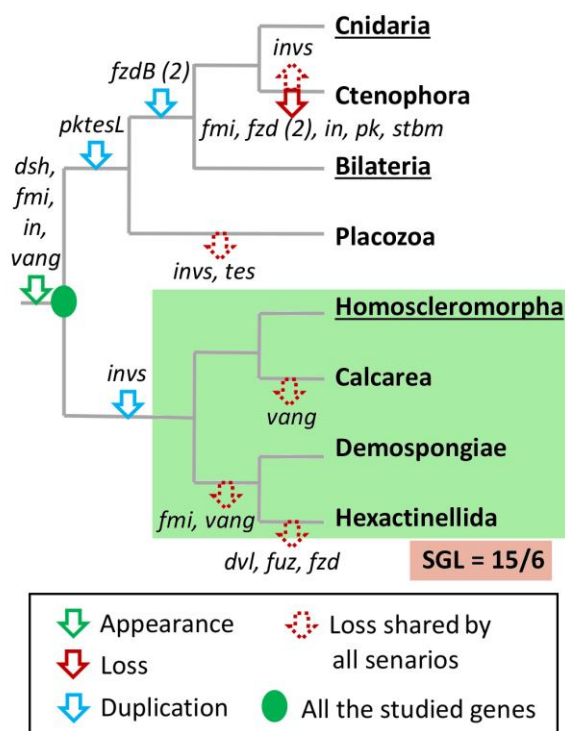 Cnidaria
invs
fzdB (2)
Ctenophora
pktesL
fmi, fzd (2), in, pk, stbm
dsh,
fmi,
in,
vang
Bilateria
Placozoa
invs, tes
Homoscleromorpha
invs
Calcarea
vang
Demospongiae
fmi, vang
Hexactinellida
dvl, fuz, fzd
SGL = 15/6
Appearance
Loss
Duplication
Loss shared by
all senarios
All the studied genes